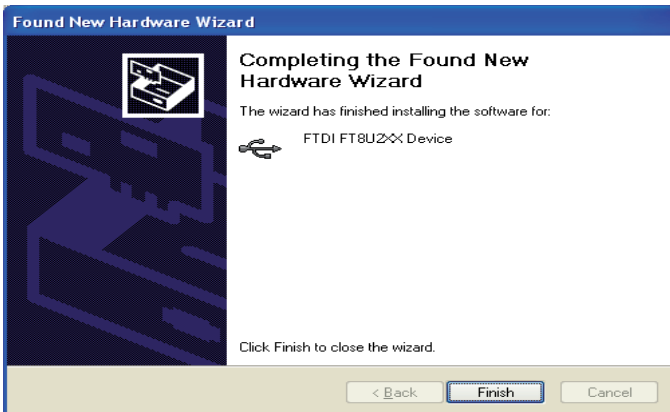 Found New Hardware Wizard
Completing the Found New
Hardware Wizard
The wizard has finished installing the software for:
FTDI FT8U2XX Device
Click Finish to close the wizard.
< Back Finish Cancel